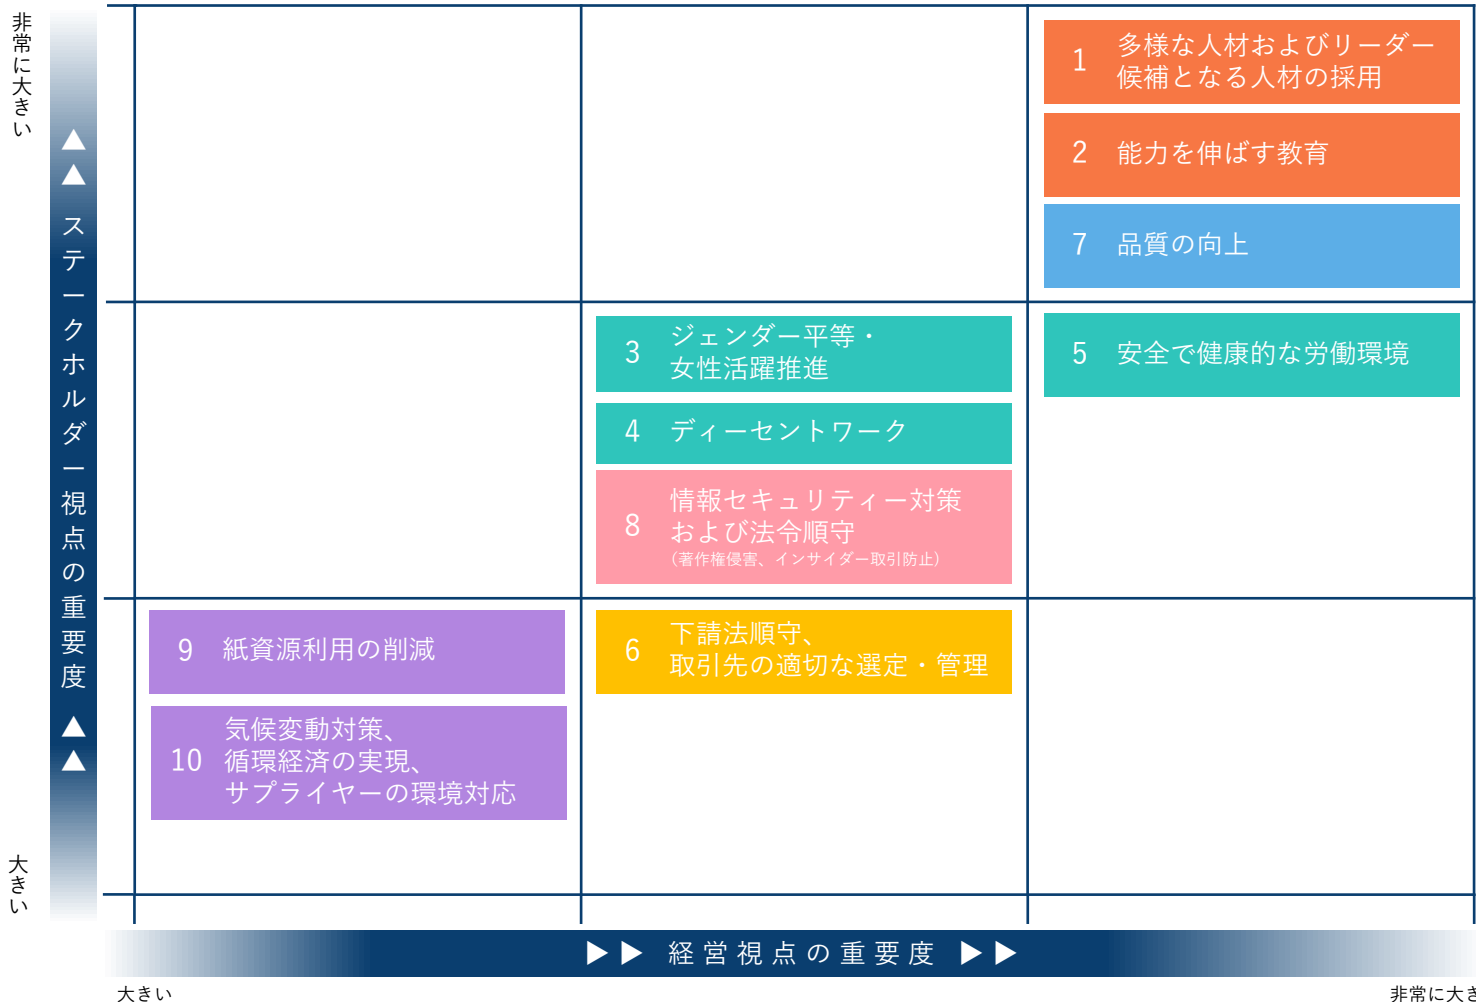 非常に大きい
▲▲ ステークホルダー視点の重要度 ▲▲
大きい
1 多様な人材およびリーダー
候補となる人材の採用
2 能力を伸ばす教育
7 品質の向上
3 ジェンダー平等・
女性活躍推進
4 ディーセントワーク
8 情報セキュリティー対策
および法令順守
(著作権侵害、インサイダー取引防止)
5 安全で健康的な労働環境
9 紙資源利用の削減
10 気候変動対策、
循環経済の実現、
サプライヤーの環境対応
6 下請法順守、
取引先の適切な選定・管理
▶▶ 経営視点の重要度 ▶▶
大きい
非常に大き